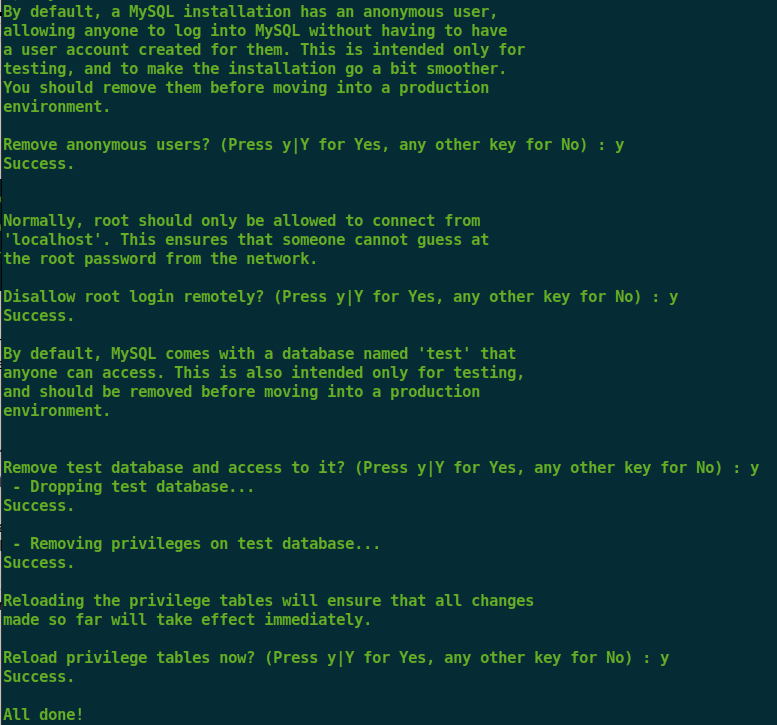 By default, a MySQL installation has an anonymous user,
allowing anyone to log into MySQL without having to have
a user account created for them. This is intended only for
testing, and to make the installation go a bit smoother.
You should remove them before moving into a production
environment.
Remove anonymous users? (Press y|Y for Yes, any other key for No) : y
Success.
Normally, root should only be allowed to connect from
'localhost'. This ensures that someone cannot guess at
the root password from the network.
Disallow root login remotely? (Press y|Y for Yes, any other key for No) : y
Success.
By default, MySQL comes with a database named 'test' that
anyone can access. This is also intended only for testing,
and should be removed before moving into a production
environment.
Remove test database and access to it? (Press y|Y for Yes, any other key for No) : y
 - Dropping test database...
Success.
 - Removing privileges on test database...
Success.
Reloading the privilege tables will ensure that all changes
made so far will take effect immediately.
Reload privilege tables now? (Press y|Y for Yes, any other key for No) : y
Success.
All done!